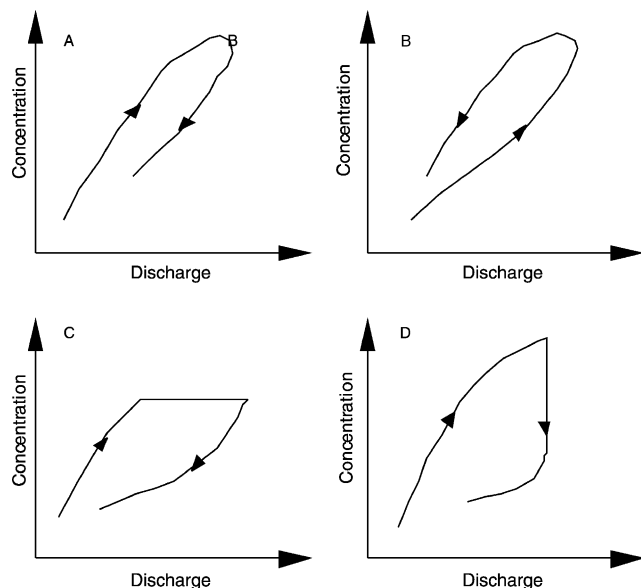 A
B
Concentration
Discharge
B
Concentration
Discharge
C
Concentration
Discharge
D
Concentration
Discharge